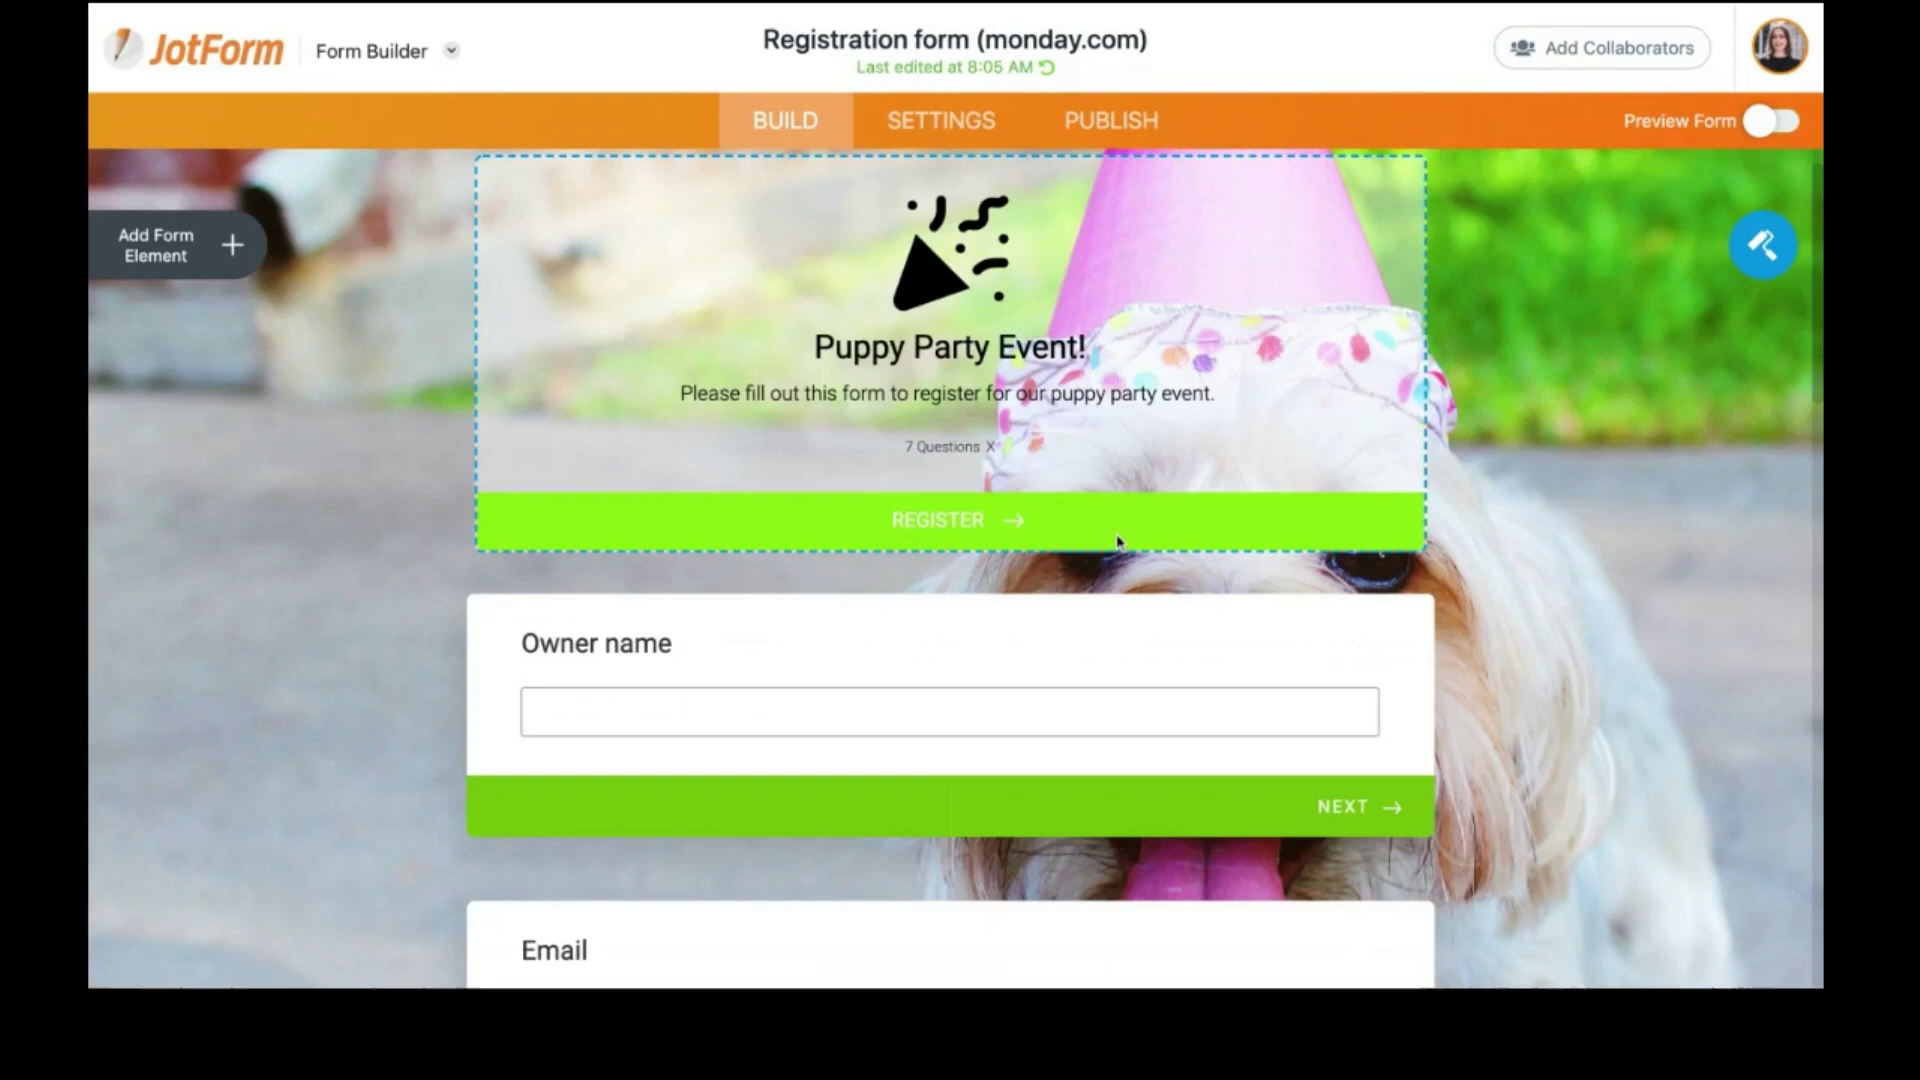 JotForm
Form Builder
Registration form (monday.com)
Last edited at 8:05 AM
Add Collaborators
BUILD
SETTINGS
PUBLISH
Preview Form
Add Form
Element
Puppy Party Event!
Please fill out this form to register for our puppy party event.
7 Questions X
REGISTER
Owner name
NEXT
Email